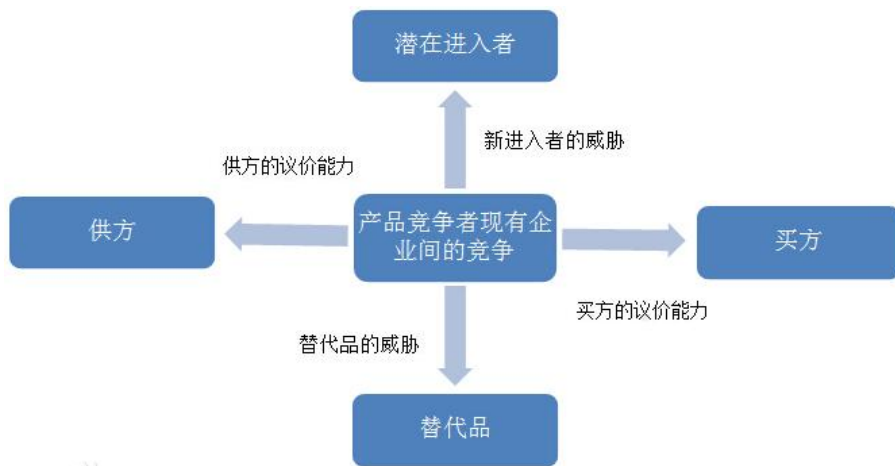 潜在进入者
新进入者的威胁
供方的议价能力
供方
产品竞争者现有企
业间的竞争
买方
买方的议价能力
替代品的威胁
替代品